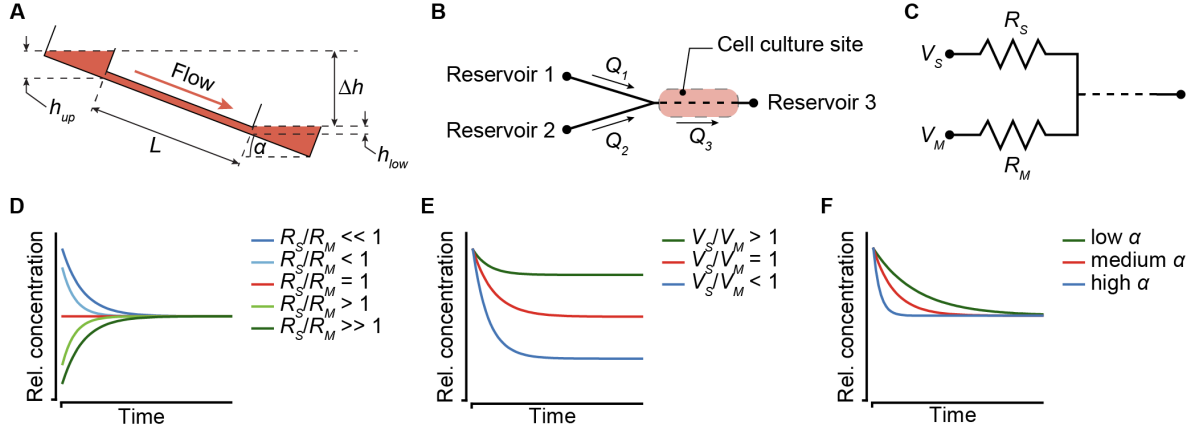 A
Flow
Δh
h_up
L
α
h_low
B
Cell culture site
Reservoir 1
Q_1
Reservoir 3
Reservoir 2
Q_2
Q_3
C
R_S
V_S
V_M
R_M
D
Rel. concentration
Time
R_S/R_M << 1
R_S/R_M < 1
R_S/R_M = 1
R_S/R_M > 1
R_S/R_M >> 1
E
Rel. concentration
Time
V_S/V_M > 1
V_S/V_M = 1
V_S/V_M < 1
F
Rel. concentration
Time
low α
medium α
high α